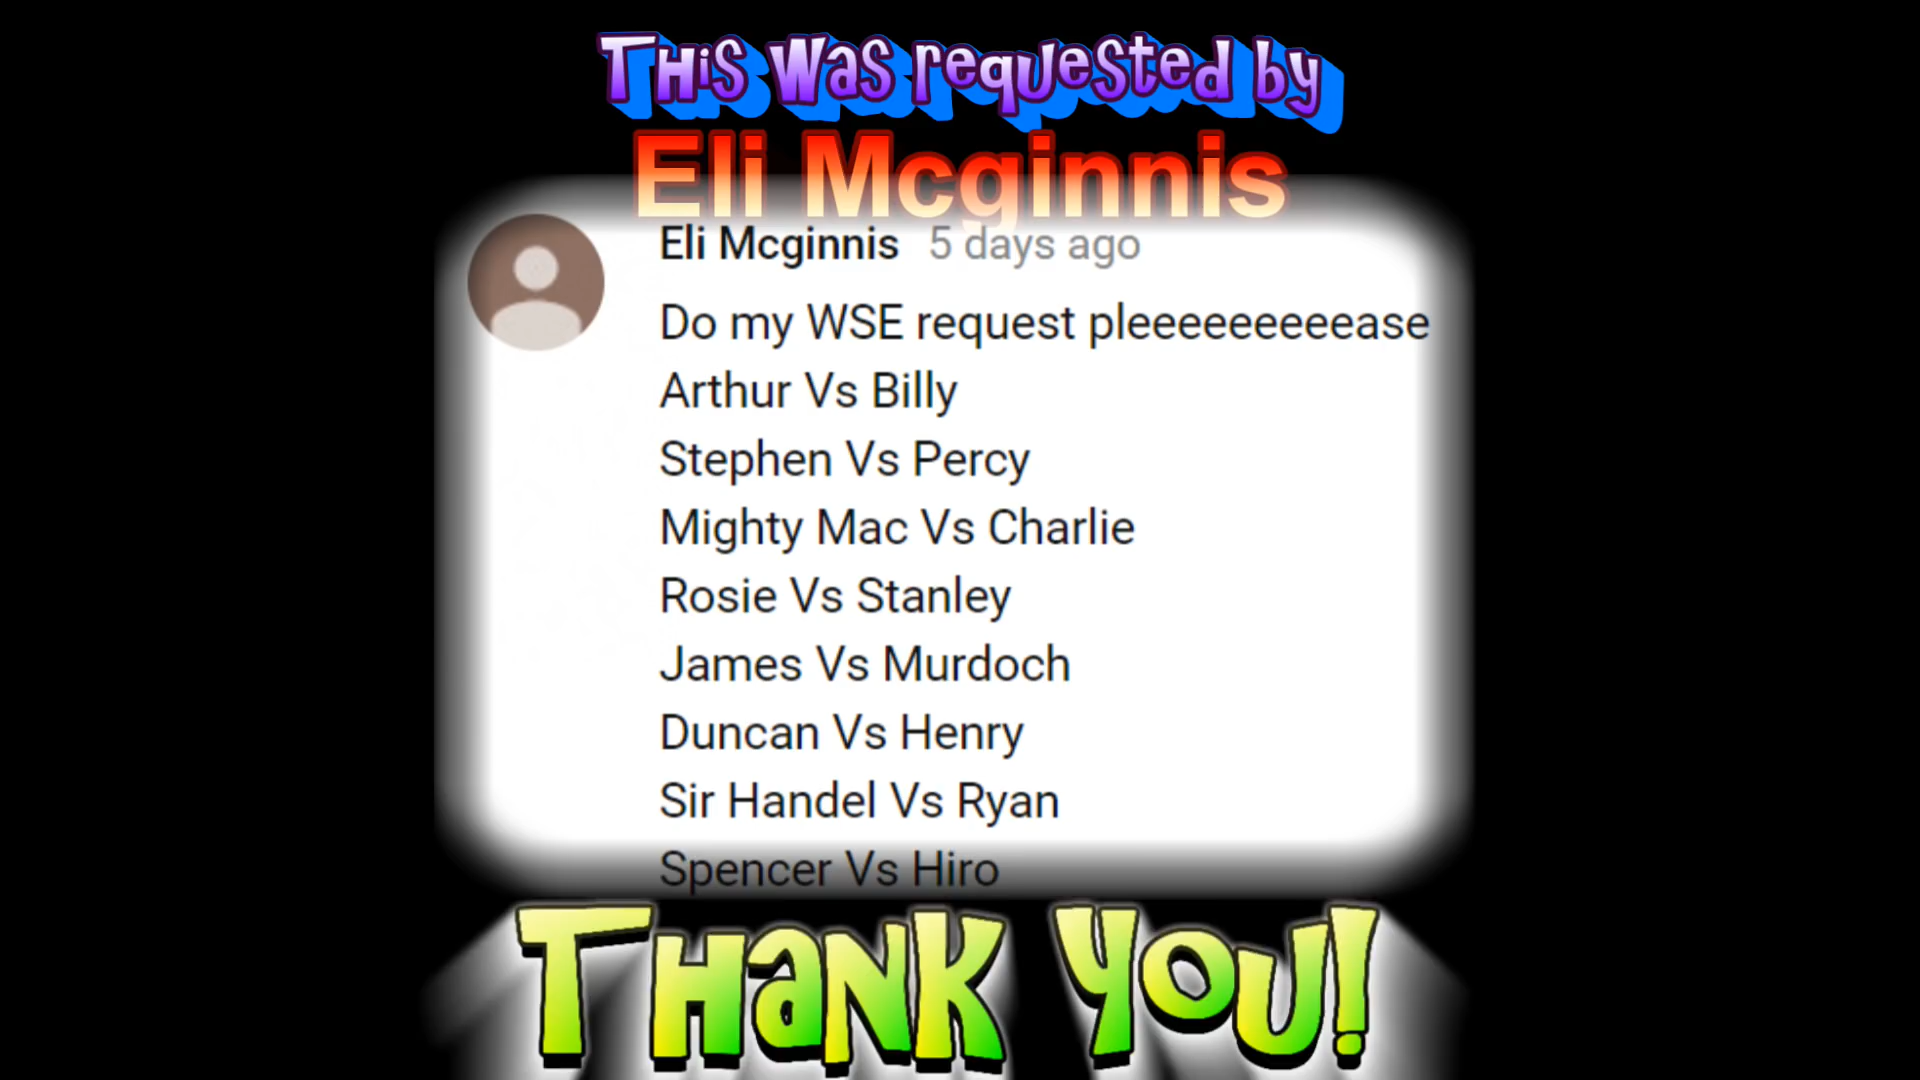 This was requested by
Eli Mcginnis
Eli Mcginnis 5 days ago
Do my WSE request pleeeeeeeeeease
Arthur Vs Billy
Stephen Vs Percy
Mighty Mac Vs Charlie
Rosie Vs Stanley
James Vs Murdoch
Duncan Vs Henry
Sir Handel Vs Ryan
Spencer Vs Hiro
Thank you!